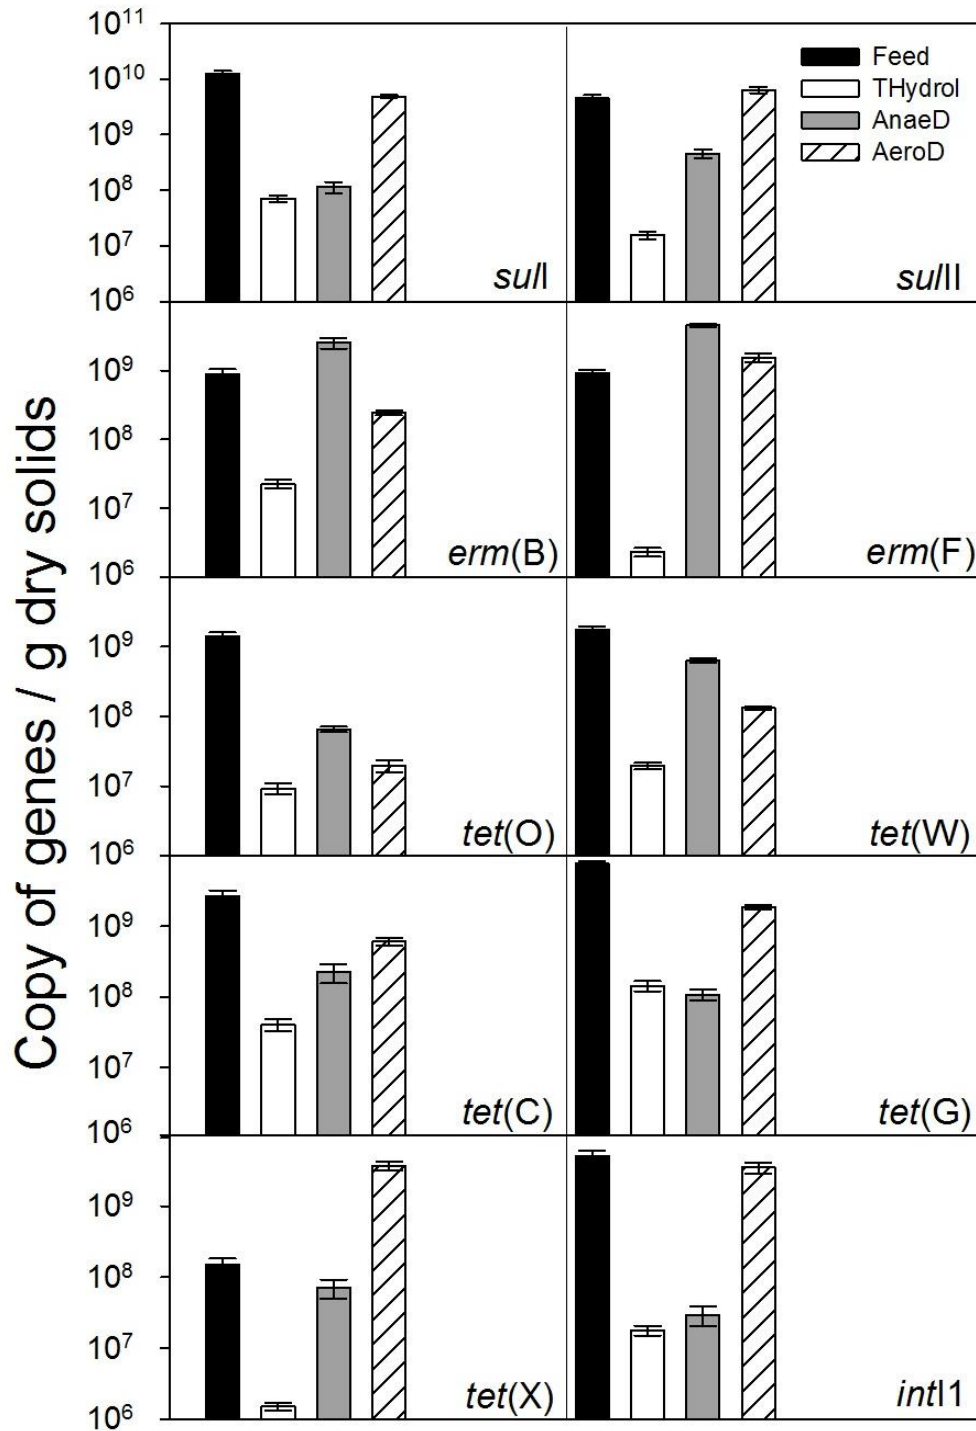 Copy of genes / g dry solids
10¹¹
10¹⁰
10⁹
10⁸
10⁷
10⁶
sulI
Feed
THydrol
AnaeD
AeroD
sulII
10⁹
10⁸
10⁷
10⁶
erm(B)
erm(F)
10⁹
10⁸
10⁷
10⁶
tet(O)
tet(W)
10⁹
10⁸
10⁷
10⁶
tet(C)
tet(G)
10⁹
10⁸
10⁷
10⁶
tet(X)
intI1